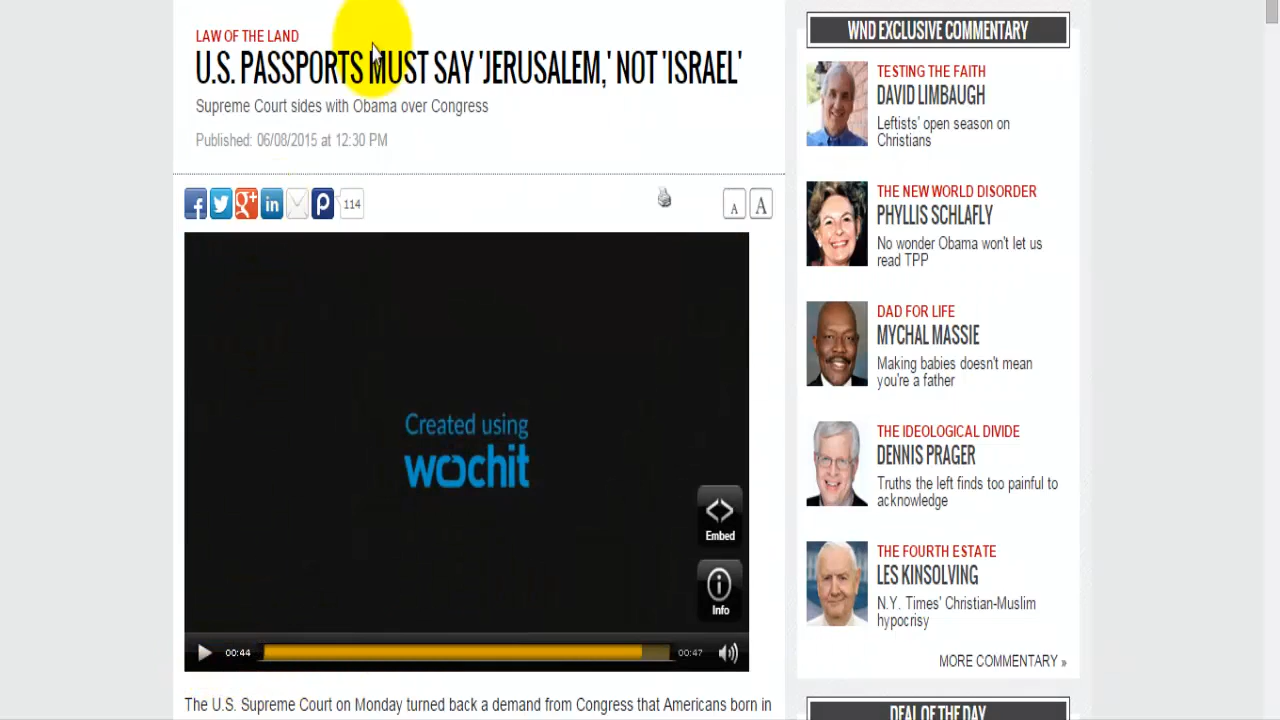 LAW OF THE LAND
U.S. PASSPORTS MUST SAY 'JERUSALEM,' NOT 'ISRAEL'
Supreme Court sides with Obama over Congress
Published: 06/08/2015 at 12:30 PM
114
A A
Created using
wochit
Embed
Info
00:44
00:47
The U.S. Supreme Court on Monday turned back a demand from Congress that Americans born in
WND EXCLUSIVE COMMENTARY
TESTING THE FAITH
DAVID LIMBAUGH
Leftists' open season on
Christians
THE NEW WORLD DISORDER
PHYLLIS SCHLAFLY
No wonder Obama won't let us
read TPP
DAD FOR LIFE
MYCHAL MASSIE
Making babies doesn't mean
you're a father
THE IDEOLOGICAL DIVIDE
DENNIS PRAGER
Truths the left finds too painful to
acknowledge
THE FOURTH ESTATE
LES KINSOLVING
N.Y. Times' Christian-Muslim
hypocrisy
MORE COMMENTARY »
DEAL OF THE DAY